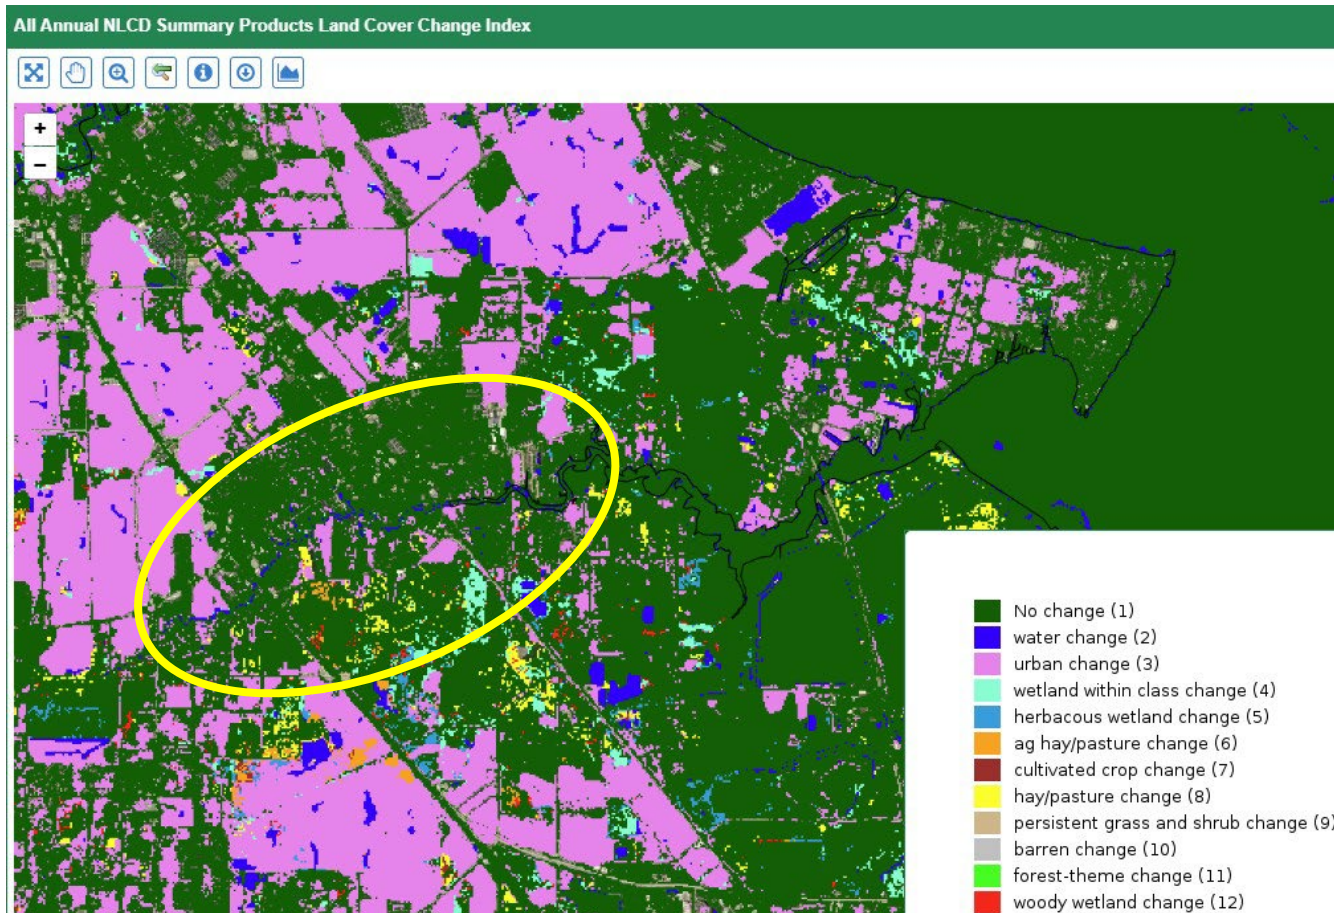 All Annual NLCD Summary Products Land Cover Change Index
+
−
No change (1)
water change (2)
urban change (3)
wetland within class change (4)
herbacous wetland change (5)
ag hay/pasture change (6)
cultivated crop change (7)
hay/pasture change (8)
persistent grass and shrub change (9)
barren change (10)
forest-theme change (11)
woody wetland change (12)